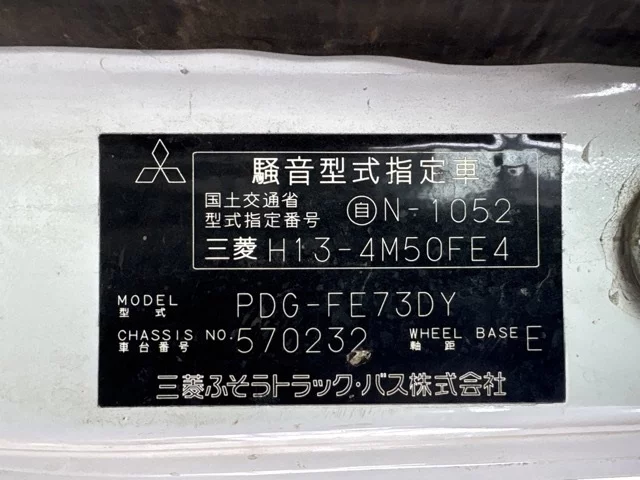 騒音型式指定車
国土交通省
型式指定番号 自N-1052
三菱 H13-4M50FE4
MODEL
型式 PDG-FE73DY
CHASSIS NO. 570232 WHEEL BASE E
車台番号 軸距
三菱ふそうトラック・バス株式会社